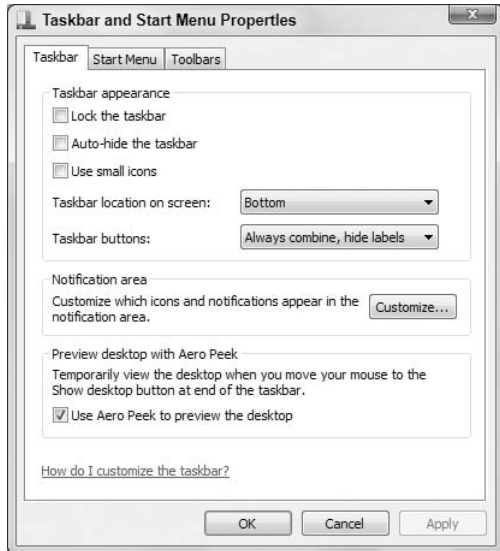 Taskbar and Start Menu Properties
Taskbar Start Menu Toolbars
Taskbar appearance
Lock the taskbar
Auto-hide the taskbar
Use small icons
Taskbar location on screen: Bottom
Taskbar buttons: Always combine, hide labels
Notification area
Customize which icons and notifications appear in the
notification area.
Customize...
Preview desktop with Aero Peek
Temporarily view the desktop when you move your mouse to the
Show desktop button at end of the taskbar.
Use Aero Peek to preview the desktop
How do I customize the taskbar?
OK Cancel Apply